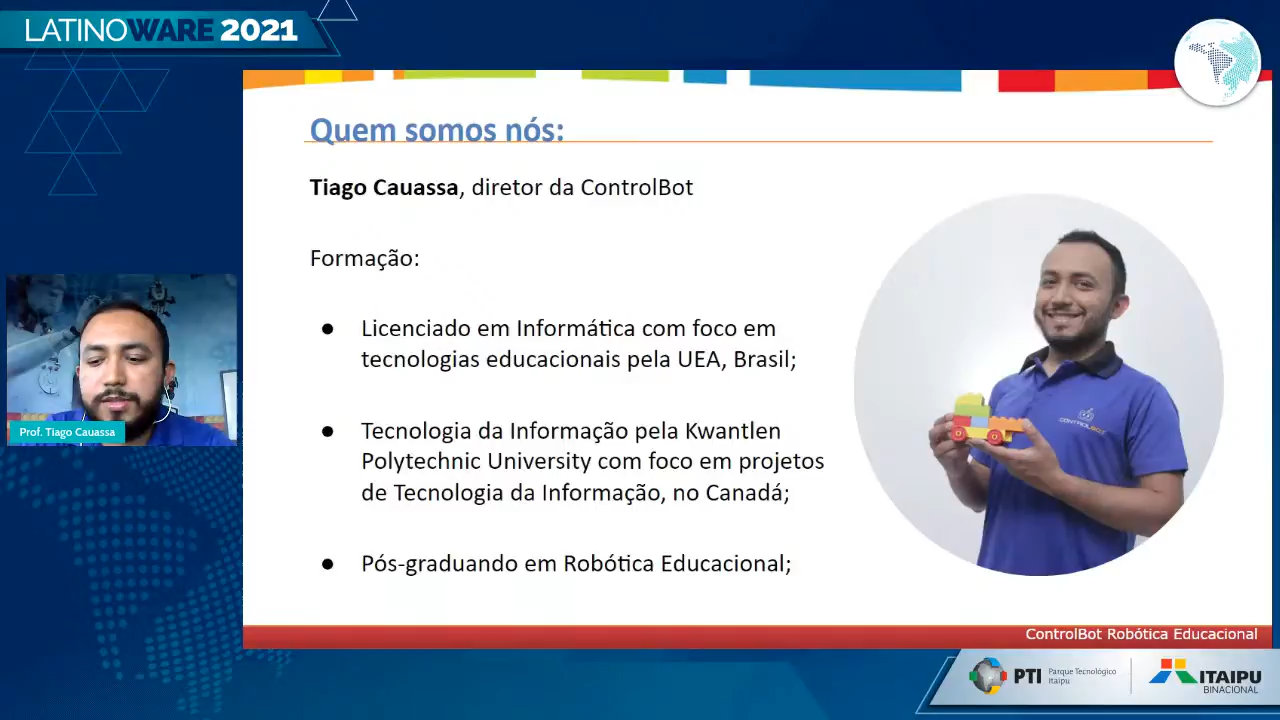 LATINOWARE 2021
Quem somos nós:
Tiago Cauassa, diretor da ControlBot
Formação:
● Licenciado em Informática com foco em
tecnologias educacionais pela UEA, Brasil;
● Tecnologia da Informação pela Kwantlen
Polytechnic University com foco em projetos
de Tecnologia da Informação, no Canadá;
● Pós-graduando em Robótica Educacional;
CONTROLBOT
Prof. Tiago Cauassa
ControlBot Robótica Educacional
PTI
Parque Tecnológico
Itaipu
ITAIPU
BINACIONAL